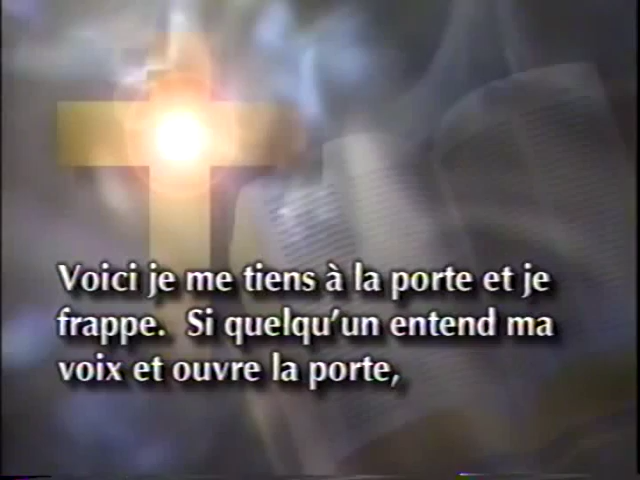 Voici je me tiens à la porte et je
frappe.  Si quelqu'un entend ma
voix et ouvre la porte,